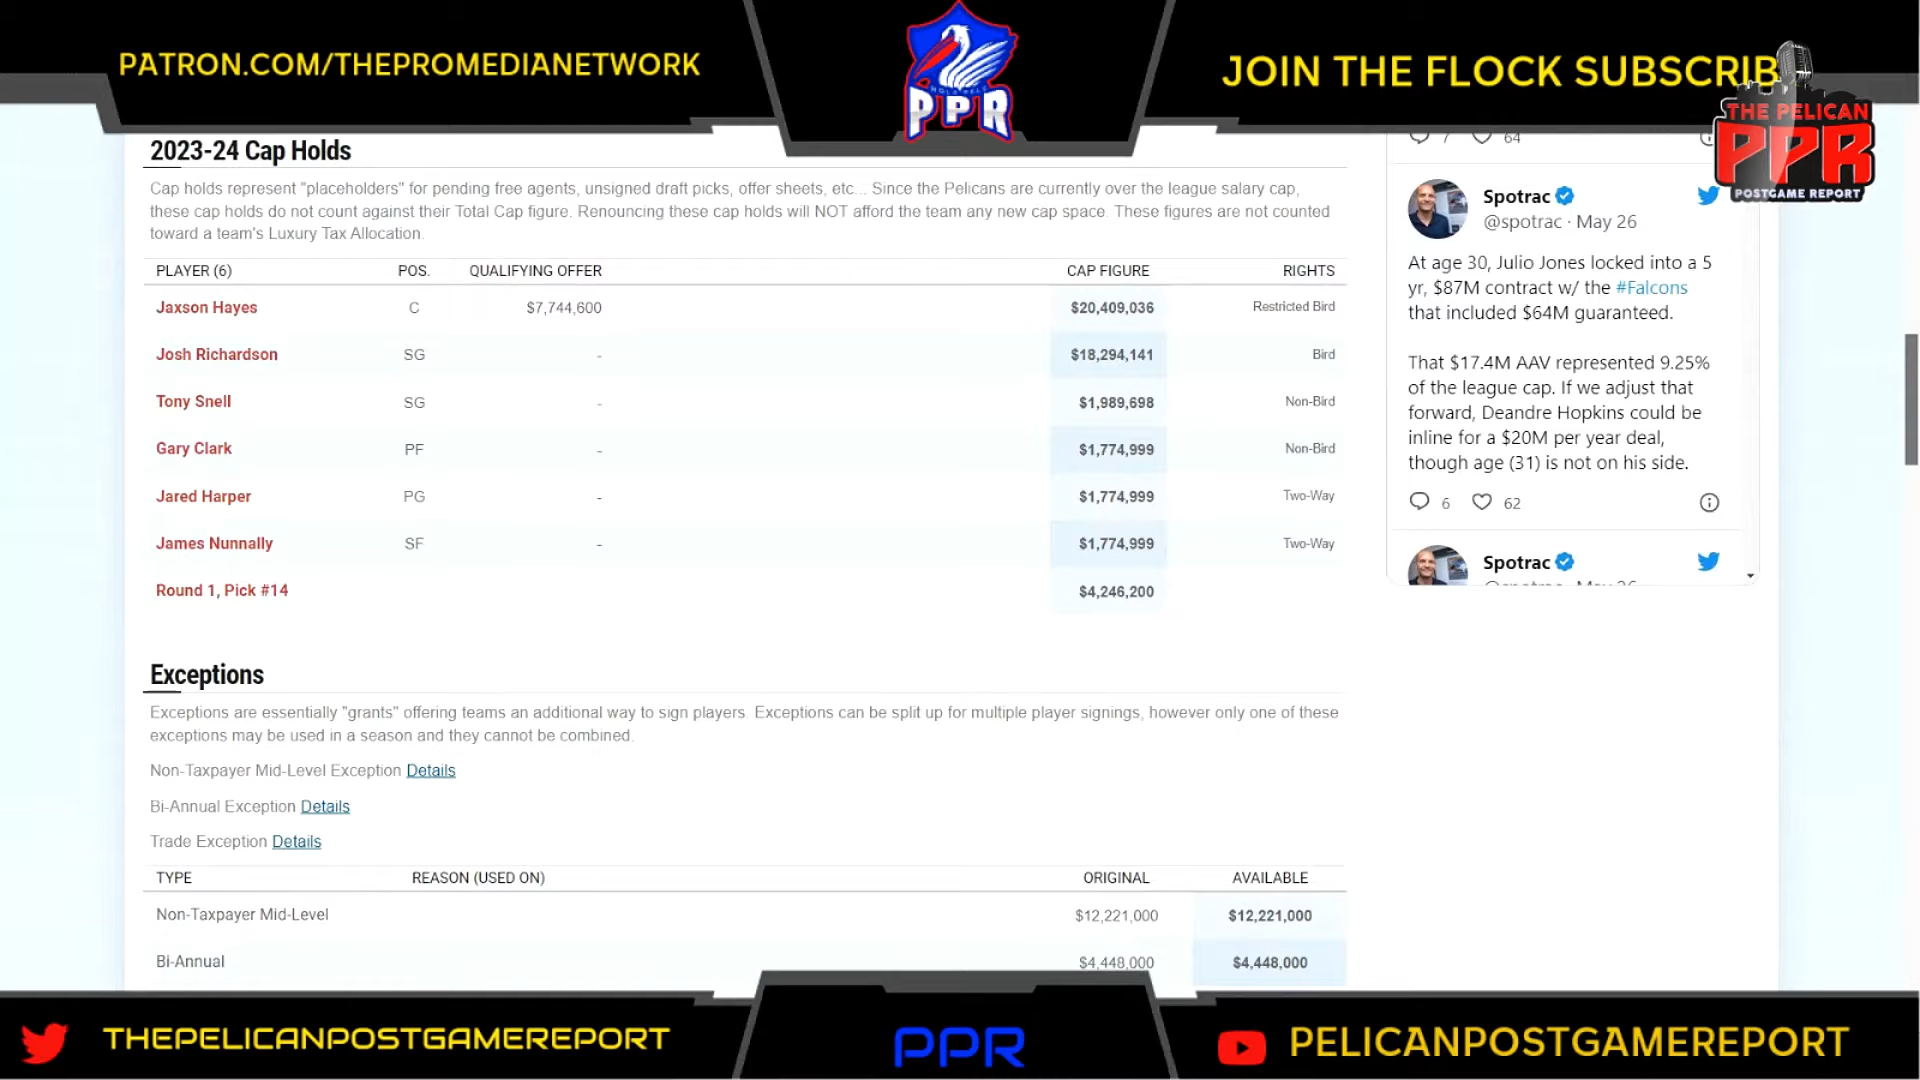 PATRON.COM/THEPROMEDIANETWORK
HOLD DEEZ
PPR
JOIN THE FLOCK SUBSCRIB
THE PELICAN
PPR
POSTGAME REPORT
2023-24 Cap Holds
Cap holds represent "placeholders" for pending free agents, unsigned draft picks, offer sheets, etc... Since the Pelicans are currently over the league salary cap,
these cap holds do not count against their Total Cap figure. Renouncing these cap holds will NOT afford the team any new cap space. These figures are not counted
toward a team's Luxury Tax Allocation.
PLAYER (6) POS. QUALIFYING OFFER CAP FIGURE RIGHTS
Jaxson Hayes C $7,744,600 $20,409,036 Restricted Bird
Josh Richardson SG - $18,294,141 Bird
Tony Snell SG - $1,989,698 Non-Bird
Gary Clark PF - $1,774,999 Non-Bird
Jared Harper PG - $1,774,999 Two-Way
James Nunnally SF - $1,774,999 Two-Way
Round 1, Pick #14 $4,246,200
Exceptions
Exceptions are essentially "grants" offering teams an additional way to sign players. Exceptions can be split up for multiple player signings, however only one of these
exceptions may be used in a season and they cannot be combined.
Non-Taxpayer Mid-Level Exception Details
Bi-Annual Exception Details
Trade Exception Details
TYPE REASON (USED ON) ORIGINAL AVAILABLE
Non-Taxpayer Mid-Level $12,221,000 $12,221,000
Bi-Annual $4,448,000 $4,448,000
7 64
Spotrac
@spotrac · May 26
At age 30, Julio Jones locked into a 5
yr, $87M contract w/ the #Falcons
that included $64M guaranteed.
That $17.4M AAV represented 9.25%
of the league cap. If we adjust that
forward, Deandre Hopkins could be
inline for a $20M per year deal,
though age (31) is not on his side.
6 62
Spotrac
@spotrac · May 26
THEPELICANPOSTGAMEREPORT
PPR
PELICANPOSTGAMEREPORT